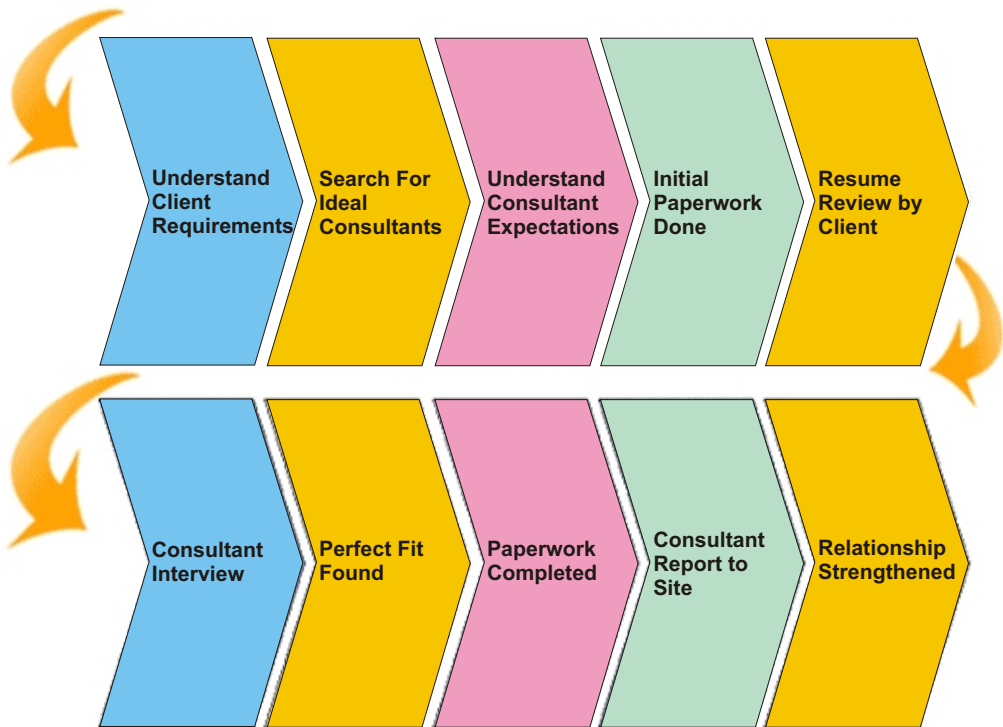 Understand
Client
Requirements
Search For
Ideal
Consultants
Understand
Consultant
Expectations
Initial
Paperwork
Done
Resume
Review by
Client
Consultant
Interview
Perfect Fit
Found
Paperwork
Completed
Consultant
Report to
Site
Relationship
Strengthened